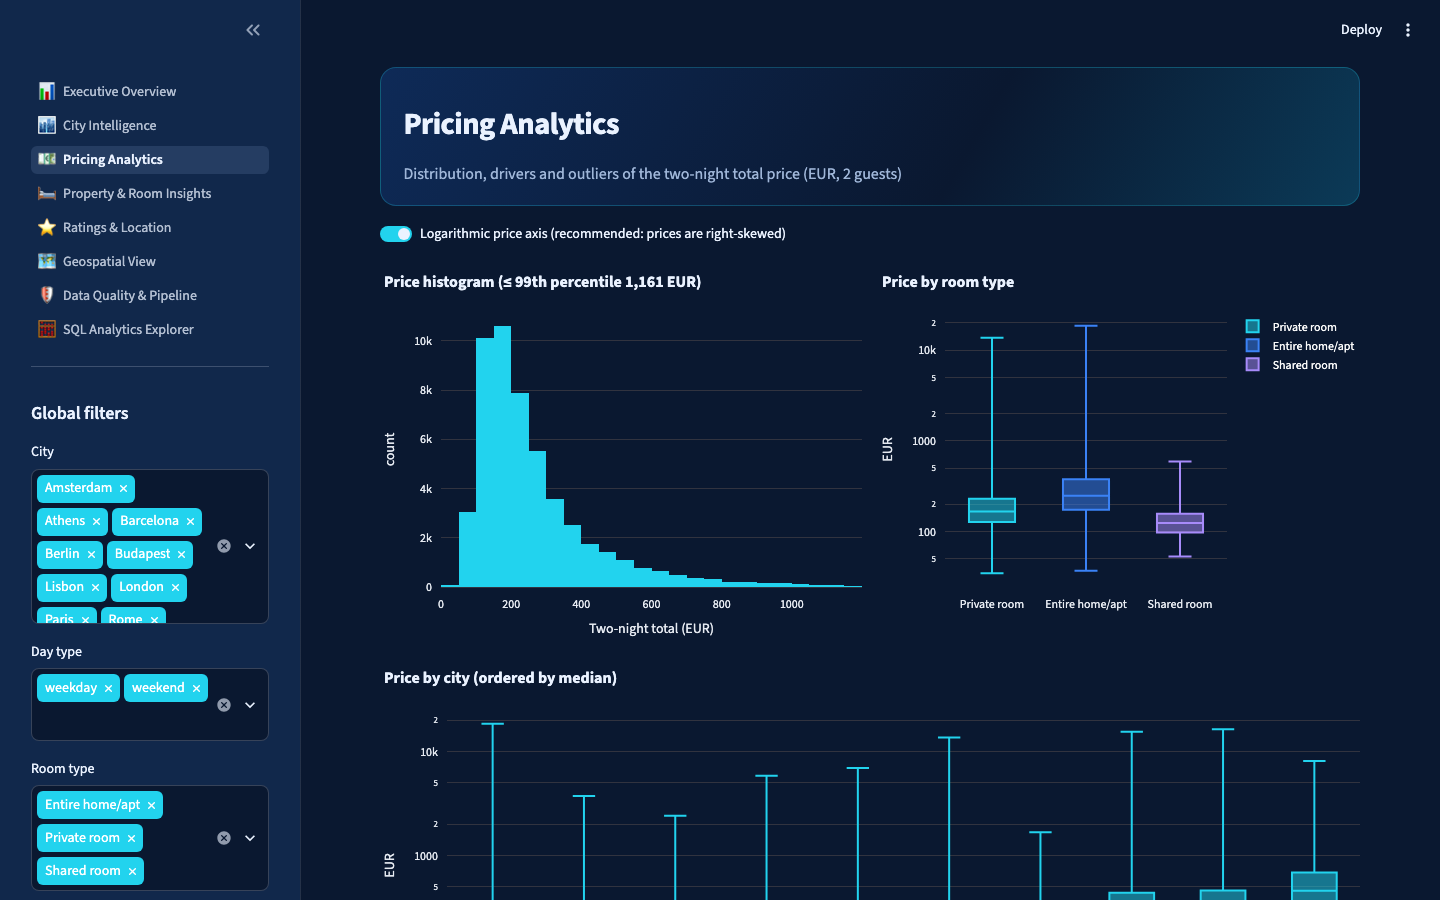 Deploy
Executive Overview
City Intelligence
Pricing Analytics
Property & Room Insights
Ratings & Location
Geospatial View
Data Quality & Pipeline
SQL Analytics Explorer
Global filters
City
Amsterdam ×
Athens × Barcelona ×
Berlin × Budapest ×
Lisbon × London ×
Paris × Rome ×
Day type
weekday × weekend ×
Room type
Entire home/apt ×
Private room ×
Shared room ×
Pricing Analytics
Distribution, drivers and outliers of the two-night total price (EUR, 2 guests)
Logarithmic price axis (recommended: prices are right-skewed)
Price histogram (≤ 99th percentile 1,161 EUR)
10k
8k
6k
4k
2k
0
count
0 200 400 600 800 1000
Two-night total (EUR)
Price by room type
2
10k
5
2
1000
5
2
100
5
EUR
Private room Entire home/apt Shared room
Private room
Entire home/apt
Shared room
Price by city (ordered by median)
2
10k
5
2
1000
5
EUR